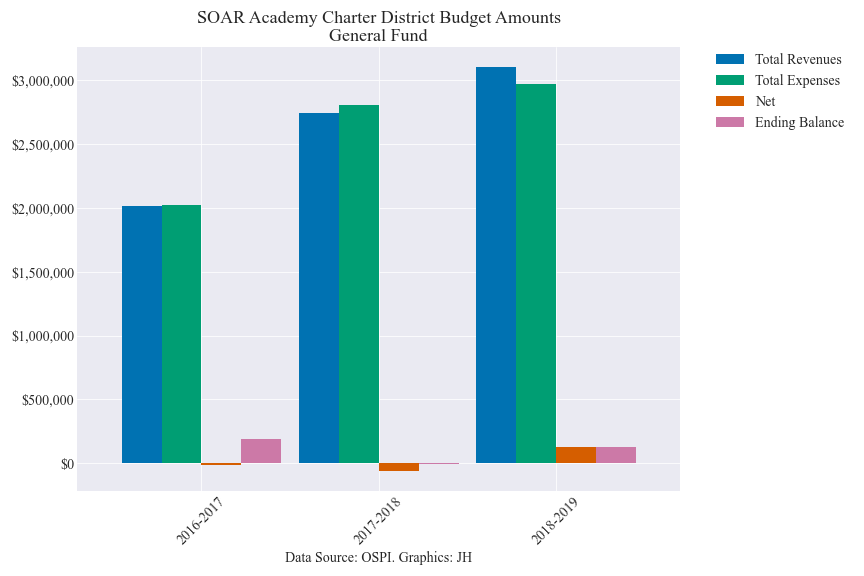 SOAR Academy Charter District Budget Amounts
General Fund
Total Revenues
Total Expenses
Net
Ending Balance
$3,000,000
$2,500,000
$2,000,000
$1,500,000
$1,000,000
$500,000
$0
2016-2017
2017-2018
2018-2019
Data Source: OSPI. Graphics: JH